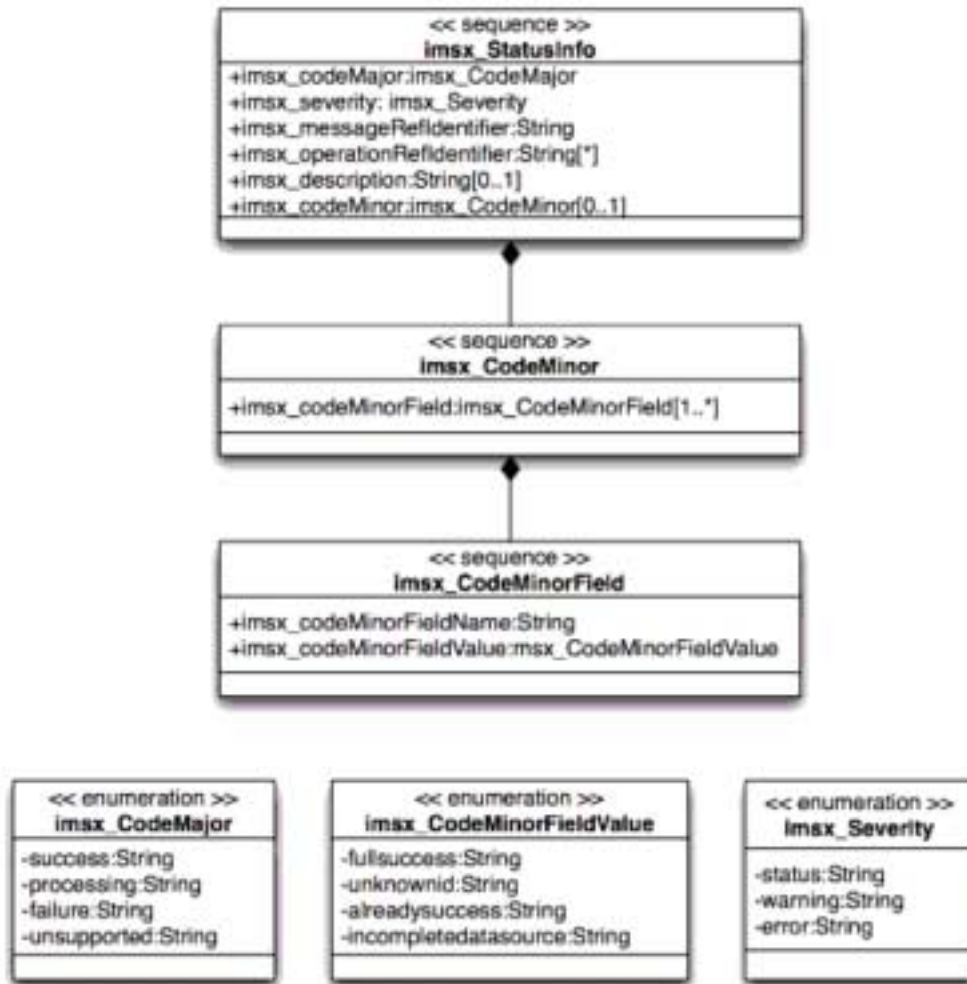 << sequence >>
imsx_StatusInfo
+imsx_codeMajor:imsx_CodeMajor
+imsx_severity: imsx_Severity
+imsx_messageRefIdentifier:String
+imsx_operationRefIdentifier:String[*]
+imsx_description:String[0..1]
+imsx_codeMinor:imsx_CodeMinor[0..1]
<< sequence >>
imsx_CodeMinor
+imsx_codeMinorField:imsx_CodeMinorField[1..*]
<< sequence >>
imsx_CodeMinorField
+imsx_codeMinorFieldName:String
+imsx_codeMinorFieldValue:msx_CodeMinorFieldValue
<< enumeration >>
imsx_CodeMajor
-success:String
-processing:String
-failure:String
-unsupported:String
<< enumeration >>
imsx_CodeMinorFieldValue
-fullsuccess:String
-unknownid:String
-alreadysuccess:String
-incompletedatasource:String
<< enumeration >>
imsx_Severity
-status:String
-warning:String
-error:String